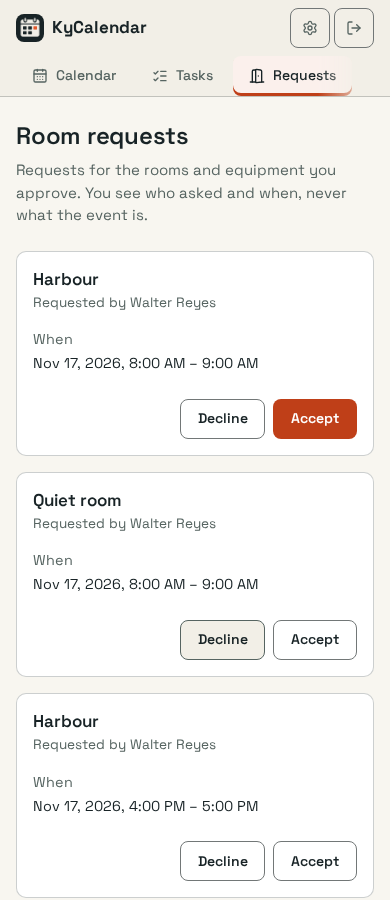 KyCalendar
Calendar
Tasks
Requests
Room requests
Requests for the rooms and equipment you
approve. You see who asked and when, never
what the event is.
Harbour
Requested by Walter Reyes
When
Nov 17, 2026, 8:00 AM – 9:00 AM
Decline
Accept
Quiet room
Requested by Walter Reyes
When
Nov 17, 2026, 8:00 AM – 9:00 AM
Decline
Accept
Harbour
Requested by Walter Reyes
When
Nov 17, 2026, 4:00 PM – 5:00 PM
Decline
Accept